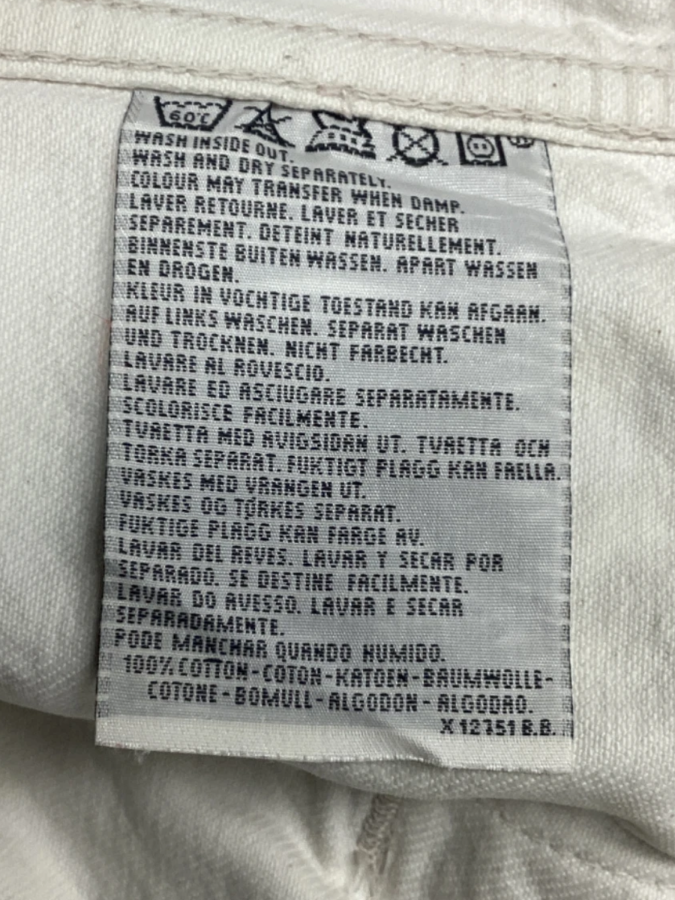 60°C
WASH INSIDE OUT.
WASH AND DRY SEPARATELY.
COLOUR MAY TRANSFER WHEN DAMP.
LAVER RETOURNE. LAVER ET SECHER
SEPAREMENT. DETEINT NATURELLEMENT.
BINNENSTE BUITEN WASSEN. APART WASSEN
EN DROGEN.
KLEUR IN VOCHTIGE TOESTAND KAN AFGAAN.
AUF LINKS WASCHEN. SEPARAT WASCHEN
UND TROCKNEN. NICHT FARBECHT.
LAVARE AL ROVESCIO.
LAVARE ED ASCIUGARE SEPARATAMENTE.
SCOLORISCE FACILMENTE.
TVAETTA MED AVIGSIDAN UT. TVAETTA OCH
TORKA SEPARAT. FUKTIGT PLAGG KAN FAELLA.
VASKES MED VRANGEN UT.
VASKES OG TØRKES SEPARAT.
FUKTIGE PLAGG KAN FARGE AV.
LAVAR DEL REVES. LAVAR Y SECAR POR
SEPARADO. SE DESTINE FACILMENTE.
LAVAR DO AVESSO. LAVAR E SECAR
SEPARADAMENTE.
PODE MANCHAR QUANDO HUMIDO.
100% COTTON-COTON-KATOEN-BAUMWOLLE-
COTONE-BOMULL-ALGODON-ALGODAO.
X 12751 B.B.